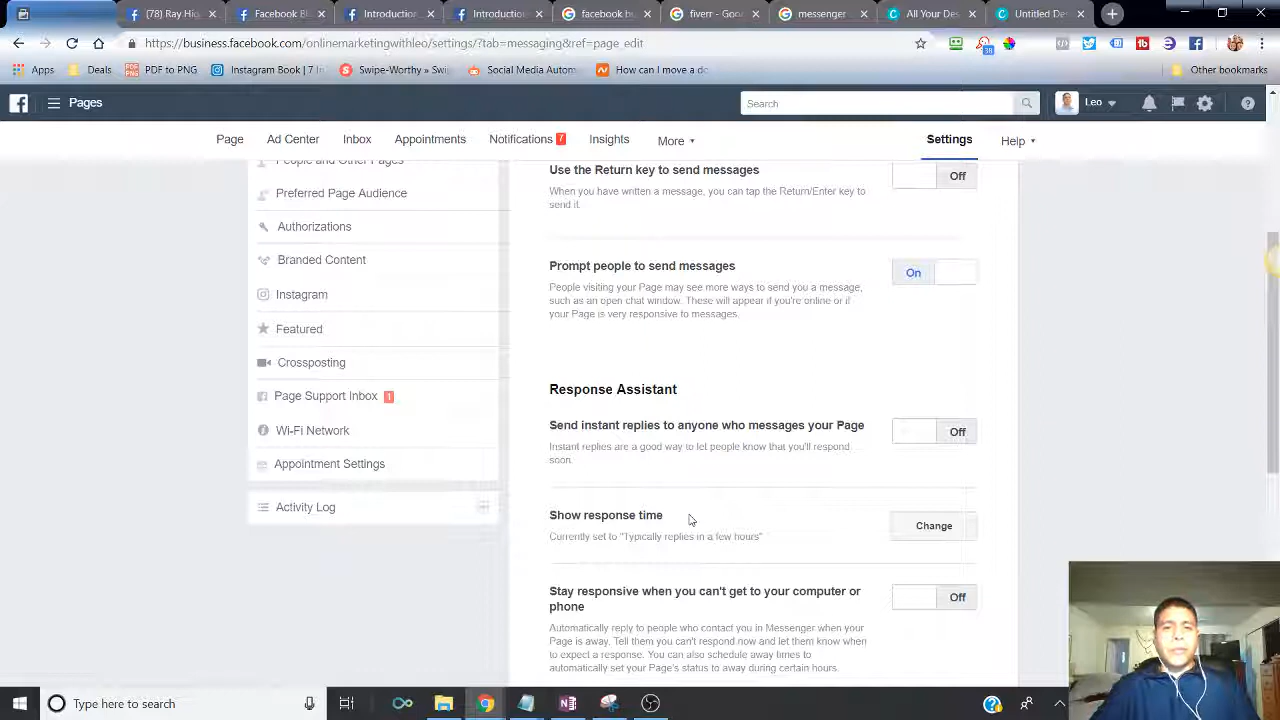 (78) Ray Hig
Facebook Bl
Introduction
Introduction
facebook bu
fiverr - Goo
messenger
All Your Des
Untitled Des
https://business.facebook.com/linemarketingwith settings/?tab=messaging&ref=page_edit
38
Apps
Deals
PDF to PNG
Instagram Book | 7 In
Swipe-Worthy » Swip
Social Media Autom
How can I move a do
Other bookmarks
Pages
Search
Leo
Page
Ad Center
Inbox
Appointments
Notifications 7
Insights
More
Settings
Help
People and Other Pages
Preferred Page Audience
Authorizations
Branded Content
Instagram
Featured
Crossposting
Page Support Inbox 1
Wi-Fi Network
Appointment Settings
Activity Log
Use the Return key to send messages
Off
When you have written a message, you can tap the Return/Enter key to
send it.
Prompt people to send messages
On
People visiting your Page may see more ways to send you a message,
such as an open chat window. These will appear if you're online or if
your Page is very responsive to messages.
Response Assistant
Send instant replies to anyone who messages your Page
Off
Instant replies are a good way to let people know that you'll respond
soon.
Show response time
Change
Currently set to "Typically replies in a few hours"
Stay responsive when you can't get to your computer or
phone
Off
Automatically reply to people who contact you in Messenger when your
Page is away. Tell them you can't respond now and let them know when
to expect a response. You can also schedule away times to
automatically set your Page's status to away during certain hours.
Type here to search